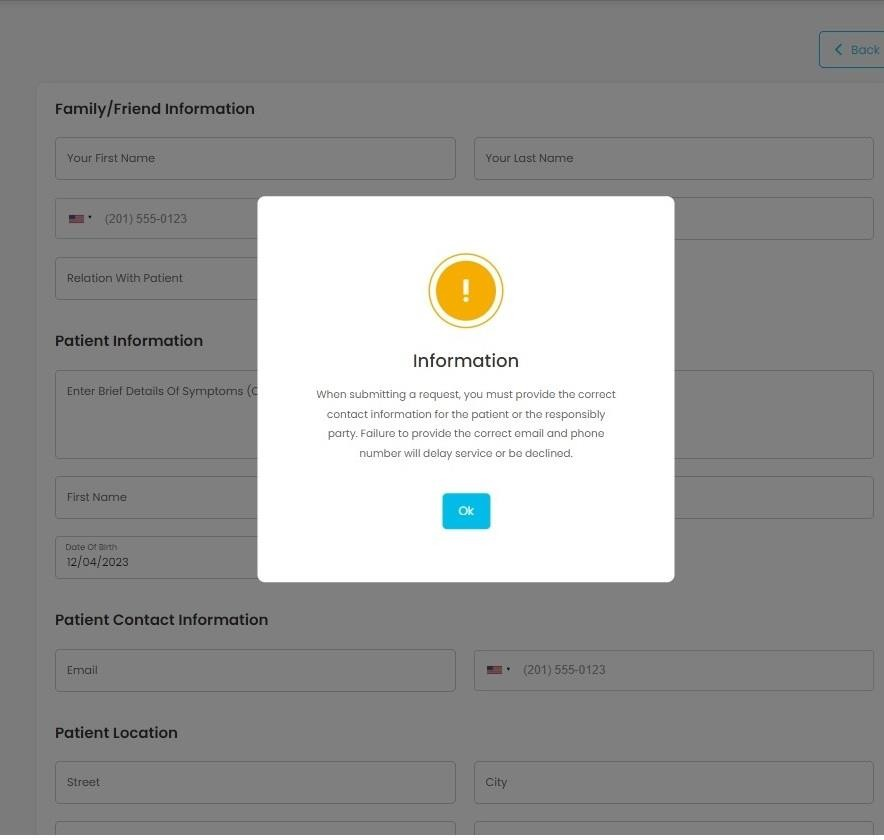 Back
Family/Friend Information
Your First Name
Your Last Name
(201) 555-0123
Relation With Patient
Patient Information
Enter Brief Details Of Symptoms (O
First Name
Date Of Birth
12/04/2023
!
Information
When submitting a request, you must provide the correct
contact information for the patient or the responsibly
party. Failure to provide the correct email and phone
number will delay service or be declined.
Ok
Patient Contact Information
Email
(201) 555-0123
Patient Location
Street
City